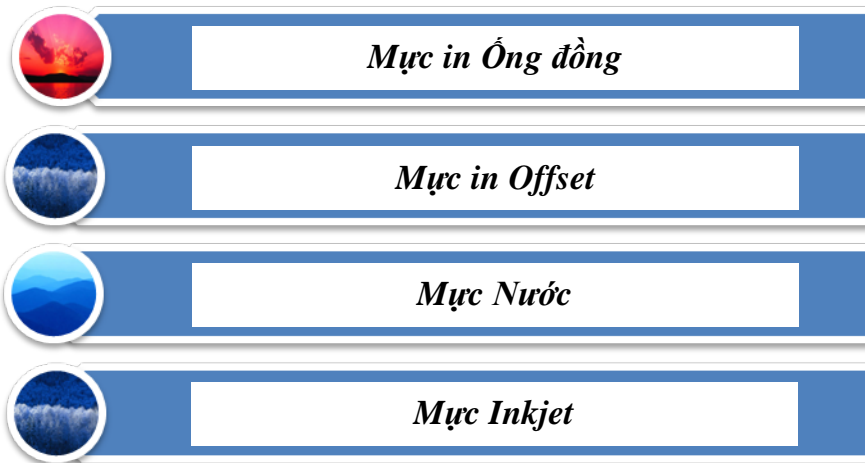 Mực in Ống đồng
Mực in Offset
Mực Nước
Mực Inkjet